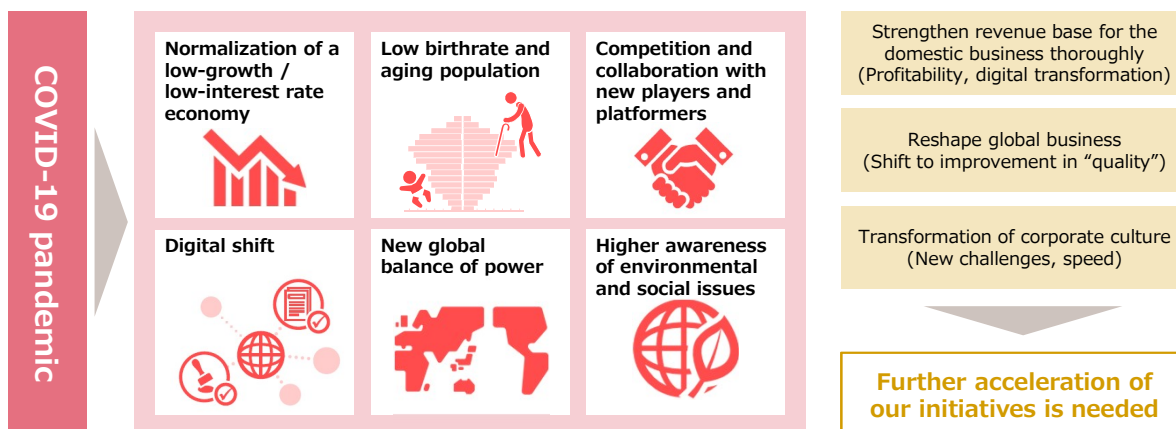 COVID-19 pandemic
Normalization of a
low-growth /
low-interest rate
economy
Low birthrate and
aging population
Competition and
collaboration with
new players and
platformers
Digital shift
New global
balance of power
Higher awareness
of environmental
and social issues
Strengthen revenue base for the
domestic business thoroughly
(Profitability, digital transformation)
Reshape global business
(Shift to improvement in “quality”)
Transformation of corporate culture
(New challenges, speed)
Further acceleration of
our initiatives is needed